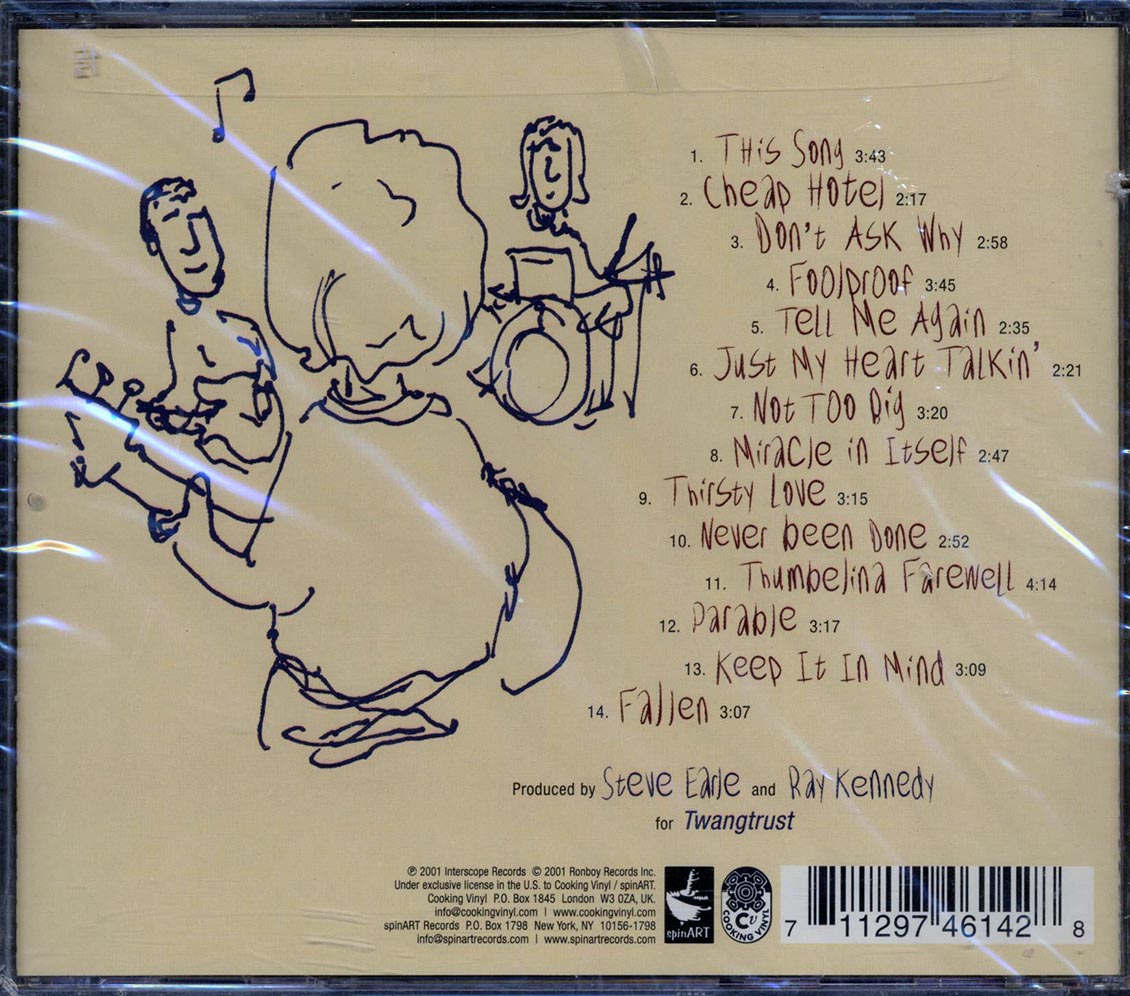 1. This Song 3:43
2. Cheap Hotel 2:17
3. Don't Ask Why 2:58
4. Foolproof 3:45
5. Tell Me Again 2:35
6. Just My Heart Talkin' 2:21
7. Not Too Big 3:20
8. Miracle in Itself 2:47
9. Thirsty Love 3:15
10. Never been Done 2:52
11. Thumbelina Farewell 4:14
12. Parable 3:17
13. Keep It In Mind 3:09
14. Fallen 3:07
Produced by Steve Earle and Ray Kennedy
for Twangtrust
℗ 2001 Interscope Records © 2001 Ronboy Records Inc.
Under exclusive license in the U.S. to Cooking Vinyl / spinART.
Cooking Vinyl P.O. Box 1845 London W3 0ZA, UK.
info@cookingvinyl.com | www.cookingvinyl.com
spinART Records P.O. Box 1798 New York, NY 10156-1798
info@spinartrecords.com | www.spinartrecords.com
spinART
CV
COOKING VINYL
7 11297 46142 8